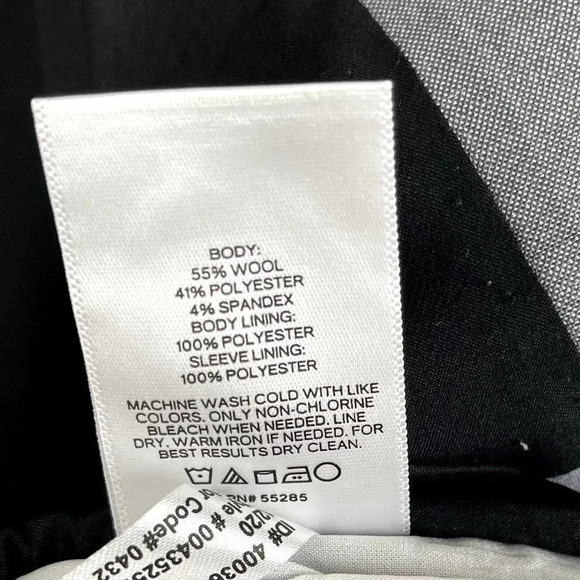 BODY:
55% WOOL
41% POLYESTER
4% SPANDEX
BODY LINING:
100% POLYESTER
SLEEVE LINING:
100% POLYESTER
MACHINE WASH COLD WITH LIKE
COLORS. ONLY NON-CHLORINE
BLEACH WHEN NEEDED. LINE
DRY. WARM IRON IF NEEDED. FOR
BEST RESULTS DRY CLEAN.
RN# 55285
Code# 0432